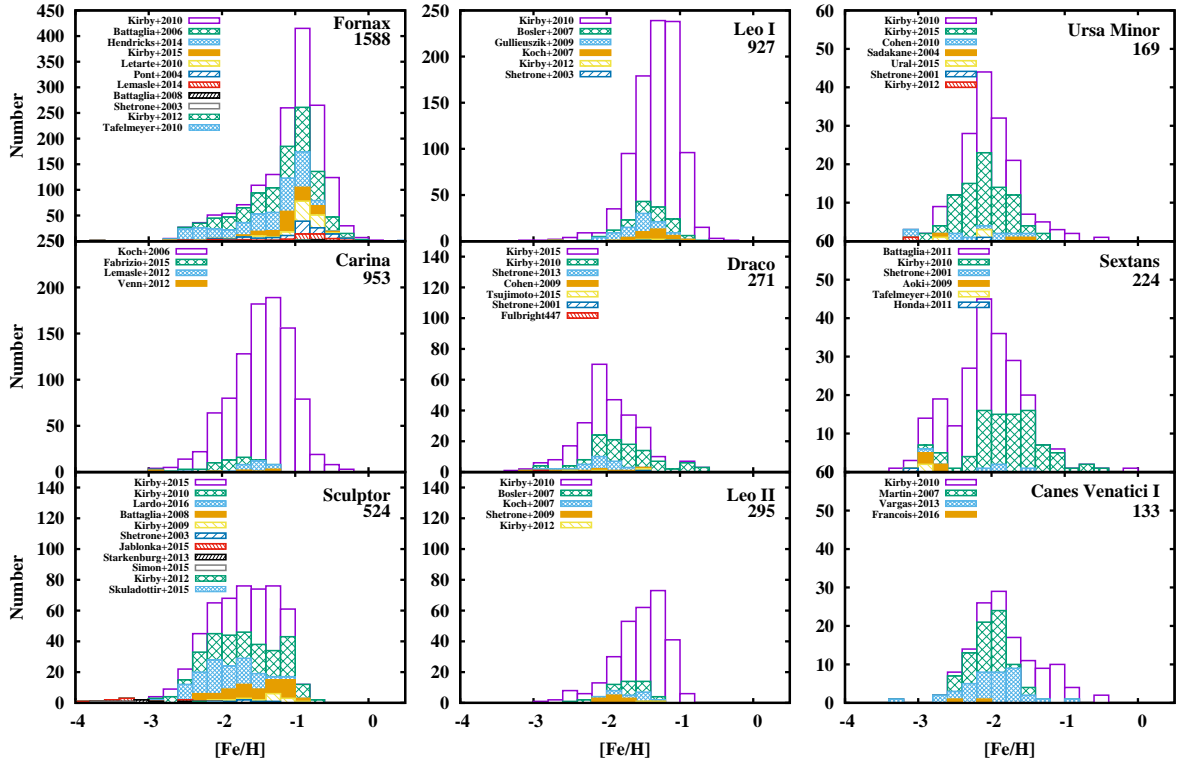 Fornax
1588
Kirby+2010
Battaglia+2006
Hendricks+2014
Kirby+2015
Letarte+2010
Pont+2004
Lemasle+2014
Battaglia+2008
Shetrone+2003
Kirby+2012
Tafelmeyer+2010
Number
450
400
350
300
250
200
150
100
50
Leo I
927
Kirby+2010
Bosler+2007
Gullieuszik+2009
Koch+2007
Kirby+2012
Shetrone+2003
250
200
150
100
50
0
Ursa Minor
169
Kirby+2010
Kirby+2015
Cohen+2010
Sadakane+2004
Ural+2015
Shetrone+2001
Kirby+2012
60
50
40
30
20
10
Carina
953
Koch+2006
Fabrizio+2015
Lemasle+2012
Venn+2012
Number
250
200
150
100
50
0
Draco
271
Kirby+2015
Kirby+2010
Shetrone+2013
Cohen+2009
Tsujimoto+2015
Shetrone+2001
Fulbright447
140
120
100
80
60
40
20
0
Sextans
224
Battaglia+2011
Kirby+2010
Shetrone+2001
Aoki+2009
Tafelmeyer+2010
Honda+2011
60
50
40
30
20
10
Sculptor
524
Kirby+2015
Kirby+2010
Lardo+2016
Battaglia+2008
Kirby+2009
Shetrone+2003
Jablonka+2015
Starkenburg+2013
Simon+2015
Kirby+2012
Skuladottir+2015
Number
140
120
100
80
60
40
20
0
-4 -3 -2 -1 0
[Fe/H]
Leo II
295
Kirby+2010
Bosler+2007
Koch+2007
Shetrone+2009
Kirby+2012
140
120
100
80
60
40
20
0
-4 -3 -2 -1 0
[Fe/H]
Canes Venatici I
133
Kirby+2010
Martin+2007
Vargas+2013
Francois+2016
60
50
40
30
20
10
0
-4 -3 -2 -1 0
[Fe/H]